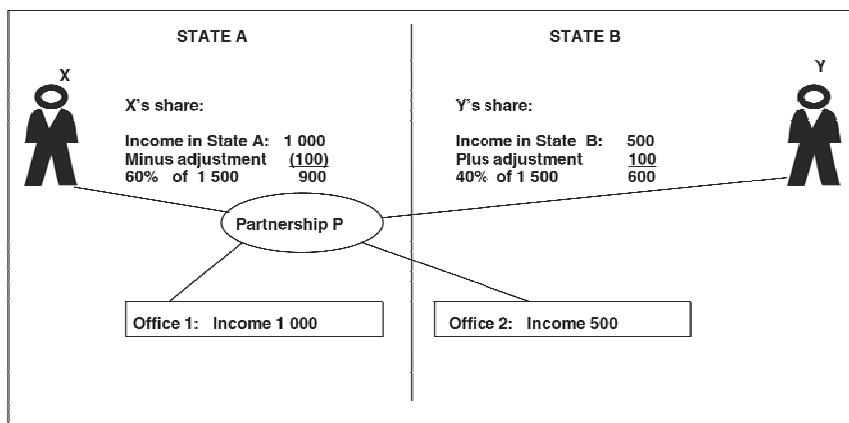 STATE A
STATE B
X
Y
X's share:
Income in State A: 1 000
Minus adjustment (100)
60% of 1 500 900
Y's share:
Income in State B: 500
Plus adjustment 100
40% of 1 500 600
Partnership P
Office 1: Income 1 000
Office 2: Income 500